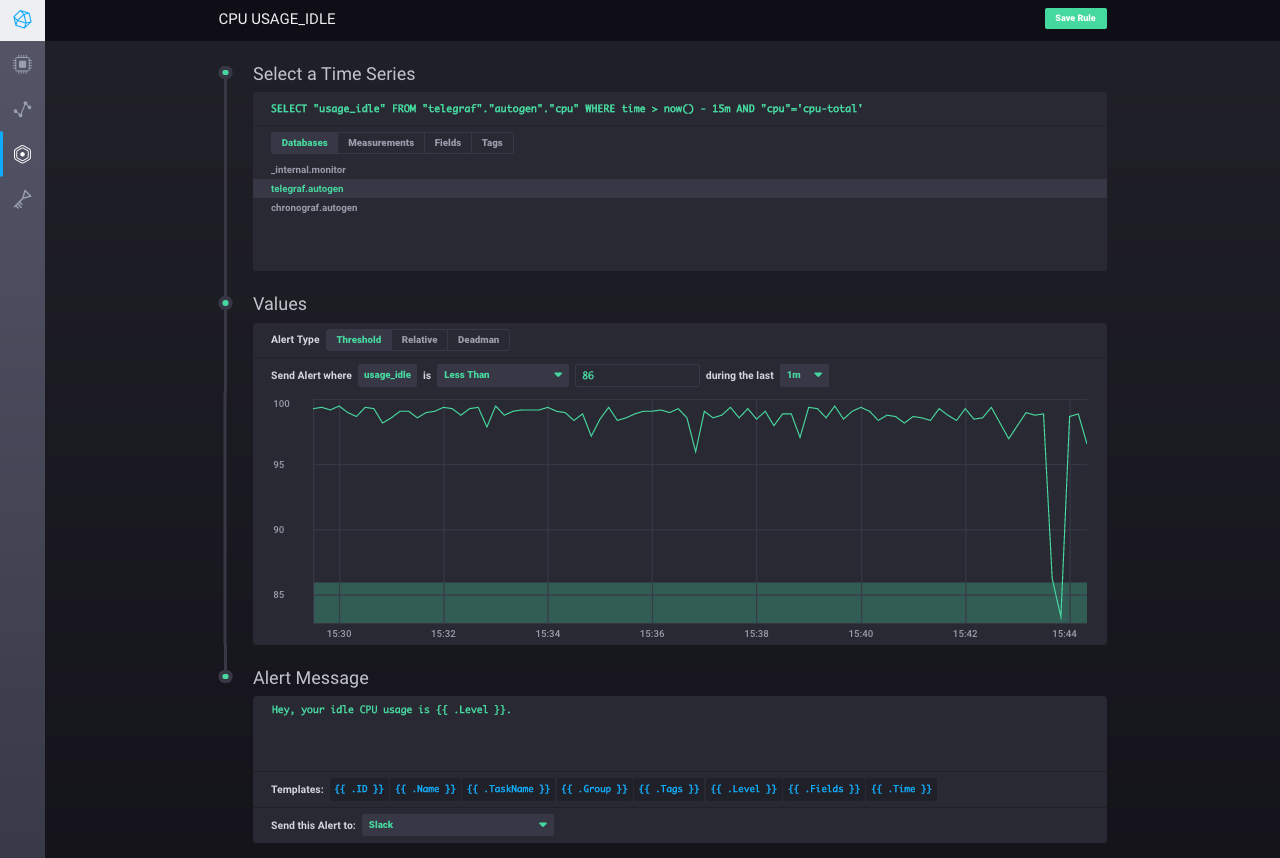 CPU USAGE_IDLE
Save Rule
Select a Time Series
SELECT "usage_idle" FROM "telegraf"."autogen"."cpu" WHERE time > now() - 15m AND "cpu"='cpu-total'
Databases Measurements Fields Tags
_internal.monitor
telegraf.autogen
chronograf.autogen
Values
Alert Type Threshold Relative Deadman
Send Alert where usage_idle is Less Than 86 during the last 1m
100
95
90
85
15:30 15:32 15:34 15:36 15:38 15:40 15:42 15:44
Alert Message
Hey, your idle CPU usage is {{ .Level }}.
Templates: {{ .ID }} {{ .Name }} {{ .TaskName }} {{ .Group }} {{ .Tags }} {{ .Level }} {{ .Fields }} {{ .Time }}
Send this Alert to: Slack